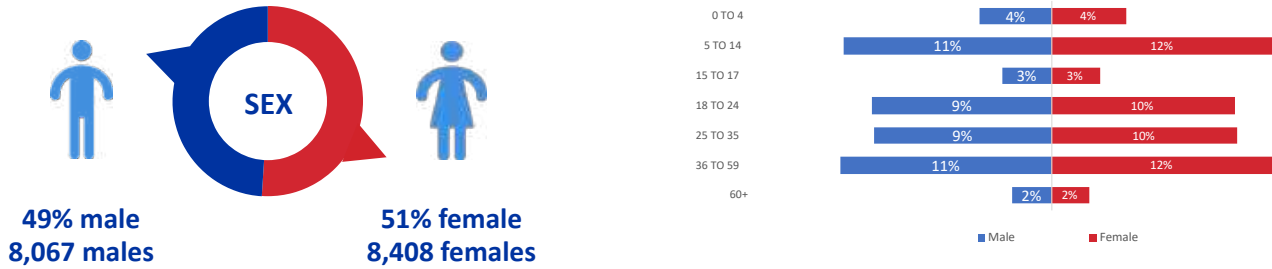 SEX
49% male
8,067 males
51% female
8,408 females
0 TO 4
4%
4%
5 TO 14
11%
12%
15 TO 17
3%
3%
18 TO 24
9%
10%
25 TO 35
9%
10%
36 TO 59
11%
12%
60+
2%
2%
Male
Female